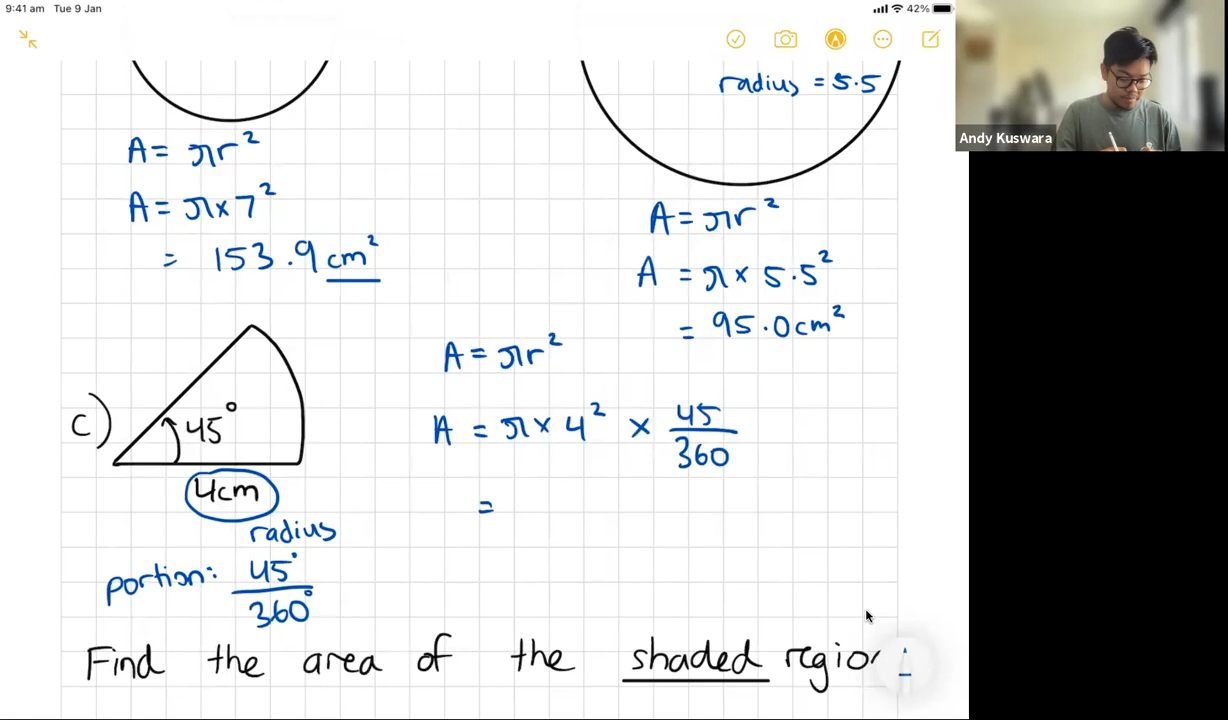 9:41 am Tue 9 Jan
42%
Andy Kuswara
radius = 5.5
A = πr²
A = π × 7²
= 153.9 cm²
A = πr²
A = π × 5.5²
= 95.0 cm²
c)
45°
4cm
radius
portion: 45°/360°
A = πr²
A = π × 4² × 45/360
=
Find the area of the shaded region